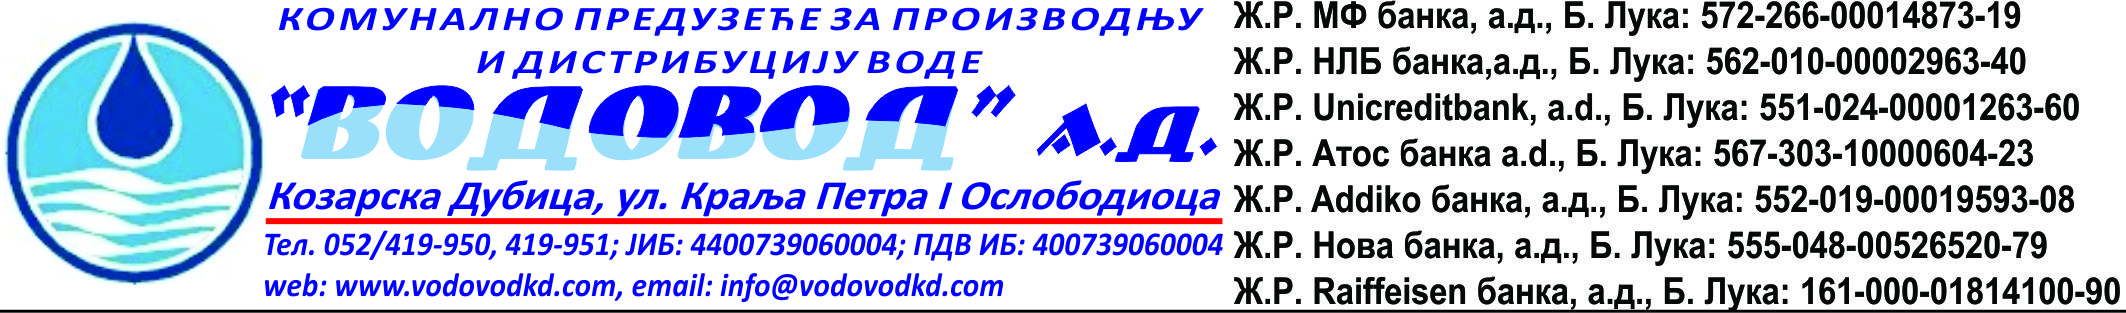 КОМУНАЛНО ПРЕДУЗЕЋЕ ЗА ПРОИЗВОДЊУ
И ДИСТРИБУЦИЈУ ВОДЕ
"ВОДОВОД" А.Д.
Козарска Дубица, ул. Краља Петра I Ослободиоца
Тел. 052/419-950, 419-951; ЈИБ: 4400739060004; ПДВ ИБ: 400739060004
web: www.vodovodkd.com, email: info@vodovodkd.com
Ж.Р. МФ банка, а.д., Б. Лука: 572-266-00014873-19
Ж.Р. НЛБ банка,а.д., Б. Лука: 562-010-00002963-40
Ж.Р. Unicreditbank, a.d., Б. Лука: 551-024-00001263-60
Ж.Р. Атос банка a.d., Б. Лука: 567-303-10000604-23
Ж.Р. Addiko банка, а.д., Б. Лука: 552-019-00019593-08
Ж.Р. Нова банка, а.д., Б. Лука: 555-048-00526520-79
Ж.Р. Raiffeisen банка, а.д., Б. Лука: 161-000-01814100-90